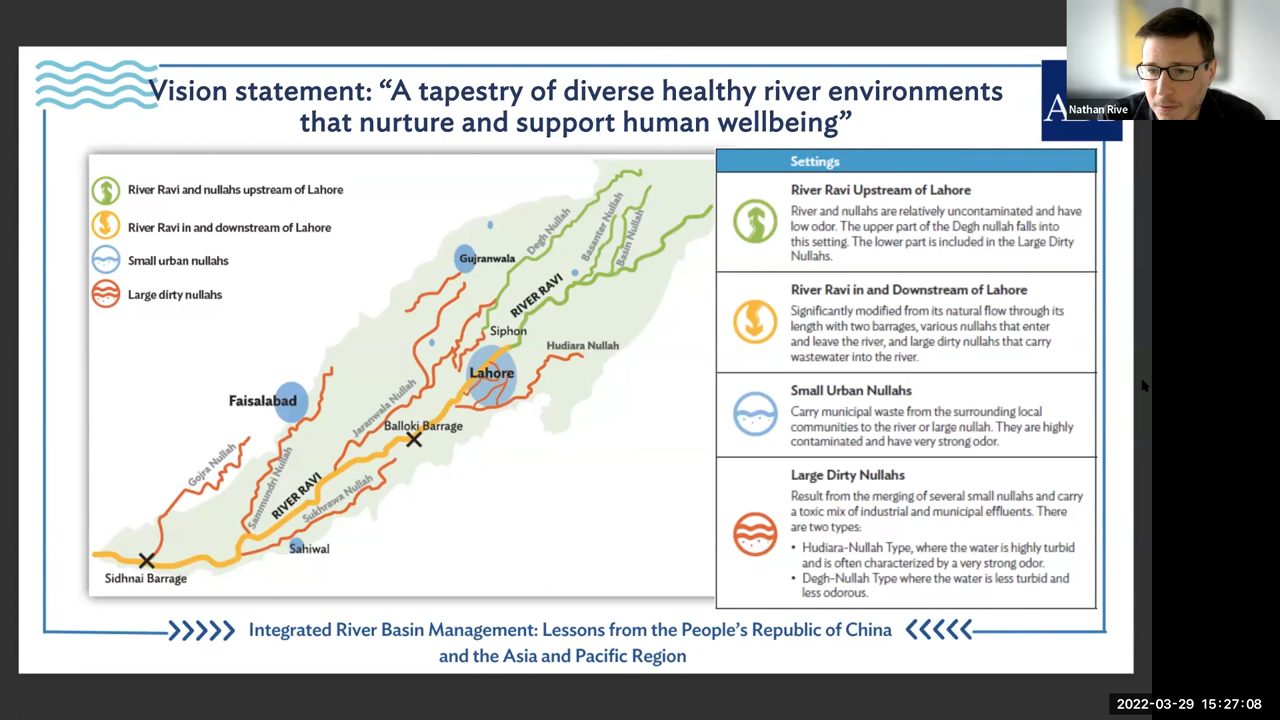 Vision statement: “A tapestry of diverse healthy river environments
that nurture and support human wellbeing”
Nathan Rive
River Ravi and nullahs upstream of Lahore
River Ravi in and downstream of Lahore
Small urban nullahs
Large dirty nullahs
Gujranwala
Degh Nullah
Basanter Nullah
Basin Nullah
RIVER RAVI
Siphon
Hudiara Nullah
Lahore
Faisalabad
Jaranwala Nullah
Balloki Barrage
Gojra Nullah
Sammundri Nullah
RIVER RAVI
Sukhrawa Nullah
Sahiwal
Sidhnai Barrage
Settings
River Ravi Upstream of Lahore
River and nullahs are relatively uncontaminated and have
low odor. The upper part of the Degh nullah falls into
this setting. The lower part is included in the Large Dirty
Nullahs.
River Ravi in and Downstream of Lahore
Significantly modified from its natural flow through its
length with two barrages, various nullahs that enter
and leave the river, and large dirty nullahs that carry
wastewater into the river.
Small Urban Nullahs
Carry municipal waste from the surrounding local
communities to the river or large nullah. They are highly
contaminated and have very strong odor.
Large Dirty Nullahs
Result from the merging of several small nullahs and carry
a toxic mix of industrial and municipal effluents. There
are two types:
• Hudiara-Nullah Type, where the water is highly turbid
and is often characterized by a very strong odor.
• Degh-Nullah Type where the water is less turbid and
less odorous.
Integrated River Basin Management: Lessons from the People’s Republic of China
and the Asia and Pacific Region
2022-03-29 15:27:08